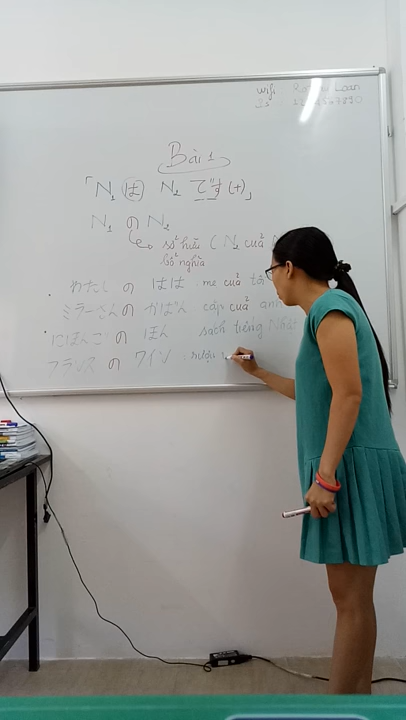 wifi : Loan
Bài 1
「N₁ は N₂ です (+)」
N₁ の N₂
sở hữu ( N₂ của
bổ nghĩa
わたし の はは : mẹ của tôi
ミラーさんの かばん cặp của anh
にほんごの ほん sách tiếng Nhật
フランスの ワイン : rượu